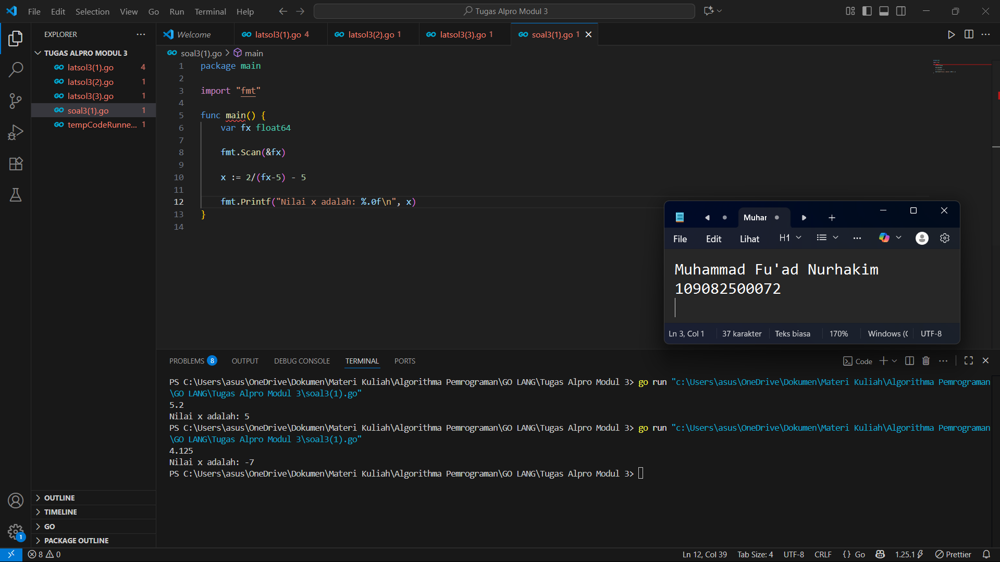 File Edit Selection View Go Run Terminal Help
Tugas Alpro Modul 3
EXPLORER
TUGAS ALPRO MODUL 3
latsol3(1).go 4
latsol3(2).go 1
latsol3(3).go 1
soal3(1).go 1
tempCodeRunne... 1
OUTLINE
TIMELINE
GO
PACKAGE OUTLINE
Welcome
GO latsol3(1).go 4
GO latsol3(2).go 1
GO latsol3(3).go 1
GO soal3(1).go 1
GO soal3(1).go > main
1 package main
2
3 import "fmt"
4
5 func main() {
6 var fx float64
7
8 fmt.Scan(&fx)
9
10 x := 2/(fx-5) - 5
11
12 fmt.Printf("Nilai x adalah: %.0f\n", x)
13 }
14
Muhar
File Edit Lihat H1
Muhammad Fu'ad Nurhakim
109082500072
Ln 3, Col 1 37 karakter Teks biasa 170% Windows (C UTF-8
PROBLEMS 8 OUTPUT DEBUG CONSOLE TERMINAL PORTS
Code
PS C:\Users\asus\OneDrive\Dokumen\Materi Kuliah\Algorithma Pemrograman\GO LANG\Tugas Alpro Modul 3> go run "c:\Users\asus\OneDrive\Dokumen\Materi Kuliah\Algorithma Pemrograman
\GO LANG\Tugas Alpro Modul 3\soal3(1).go"
5.2
Nilai x adalah: 5
PS C:\Users\asus\OneDrive\Dokumen\Materi Kuliah\Algorithma Pemrograman\GO LANG\Tugas Alpro Modul 3> go run "c:\Users\asus\OneDrive\Dokumen\Materi Kuliah\Algorithma Pemrograman
\GO LANG\Tugas Alpro Modul 3\soal3(1).go"
4.125
Nilai x adalah: -7
PS C:\Users\asus\OneDrive\Dokumen\Materi Kuliah\Algorithma Pemrograman\GO LANG\Tugas Alpro Modul 3>
1
8 0
Ln 12, Col 39 Tab Size: 4 UTF-8 CRLF {} Go 1.25.1 Prettier